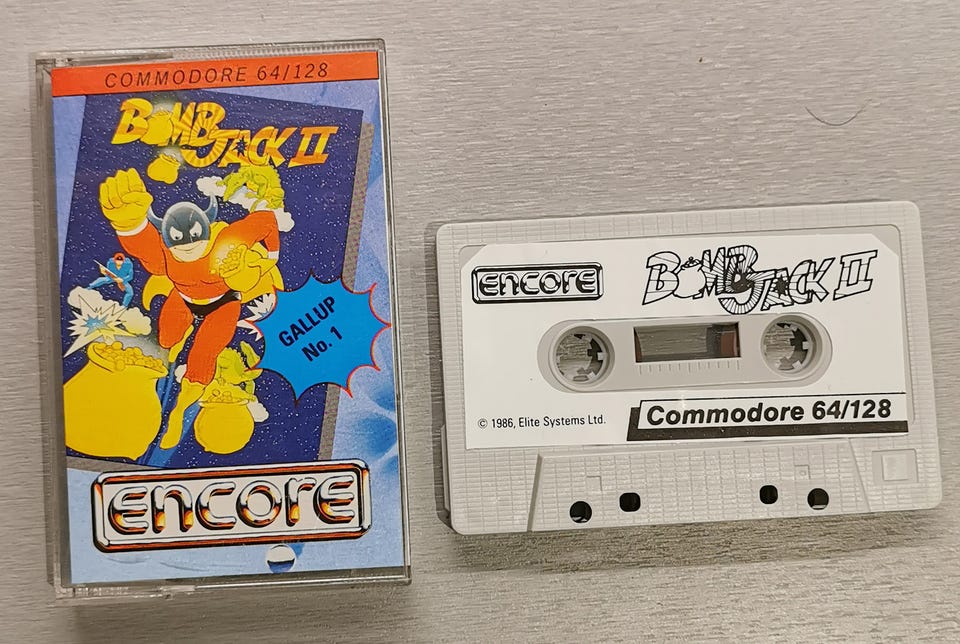 COMMODORE 64/128
BOMB
JACK II
GALLUP
No. 1
encore
encore
BOMB
JACK II
© 1986, Elite Systems Ltd.
Commodore 64/128